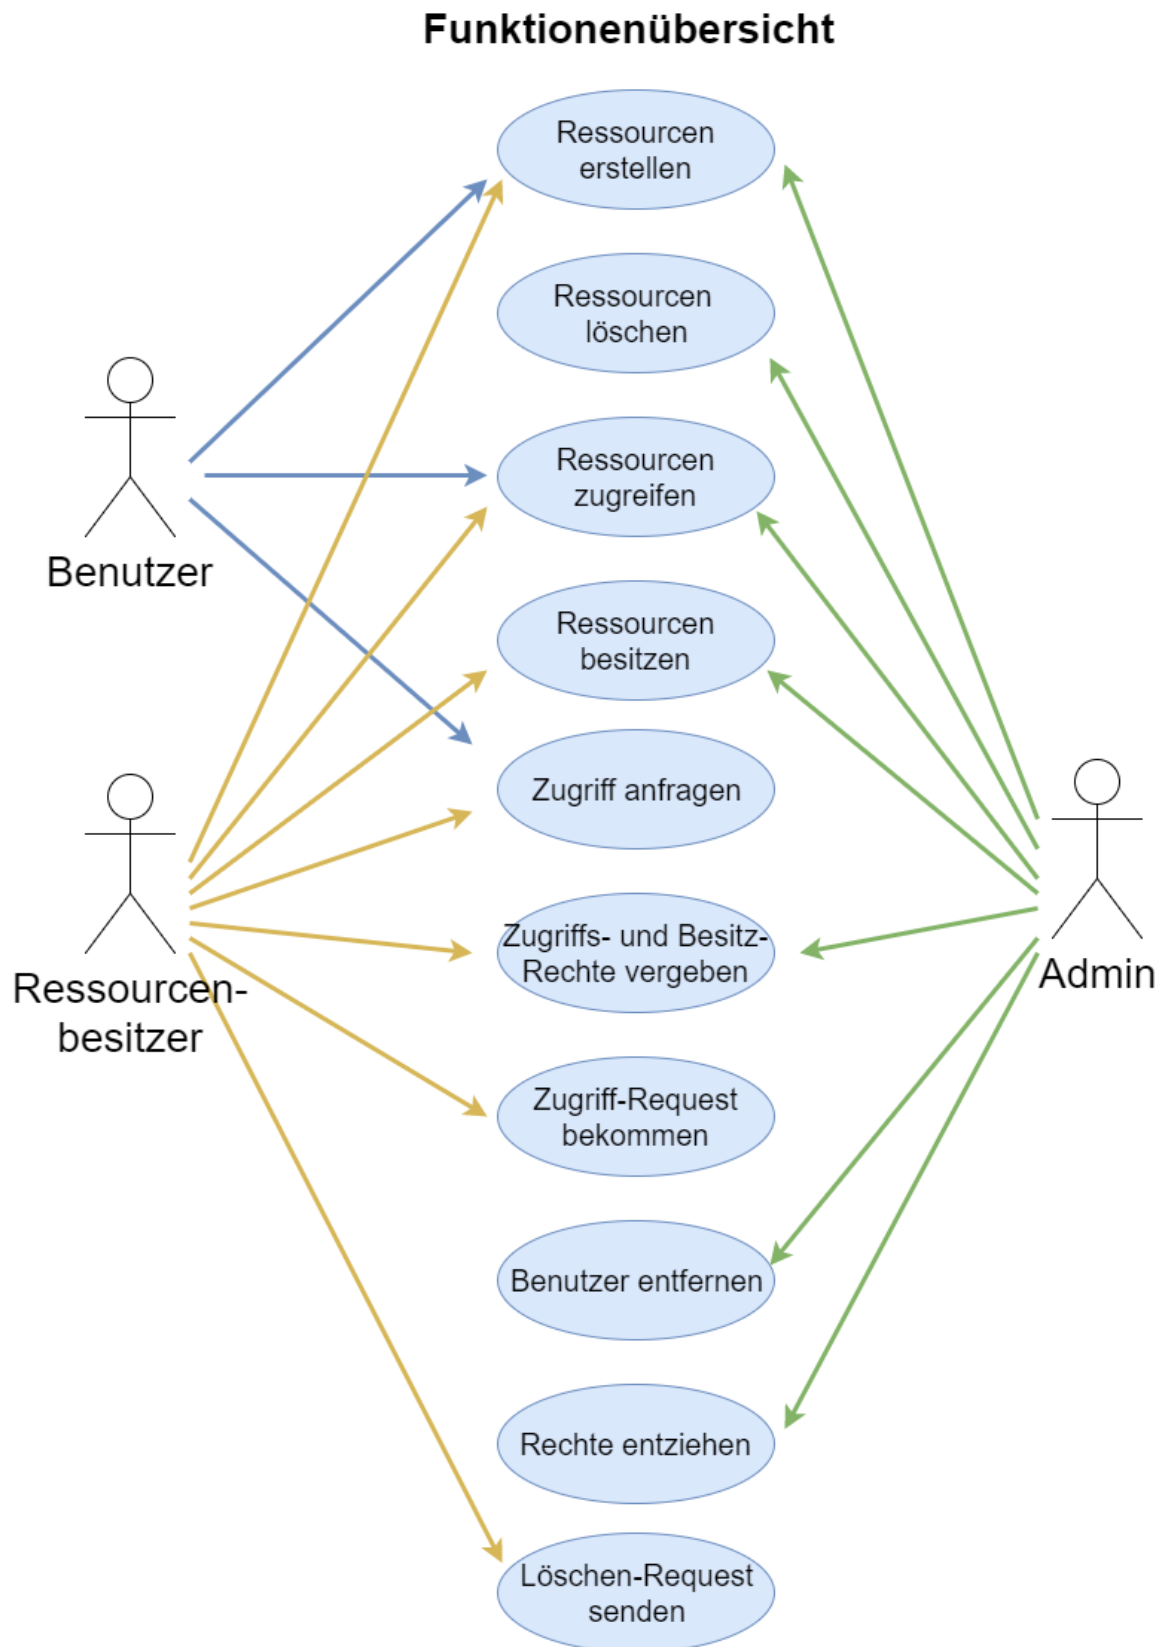 Funktionenübersicht
Ressourcen
erstellen
Ressourcen
löschen
Ressourcen
zugreifen
Benutzer
Ressourcen
besitzen
Zugriff anfragen
Zugriffs- und Besitz-
Rechte vergeben
Admin
Ressourcen-
besitzer
Zugriff-Request
bekommen
Benutzer entfernen
Rechte entziehen
Löschen-Request
senden